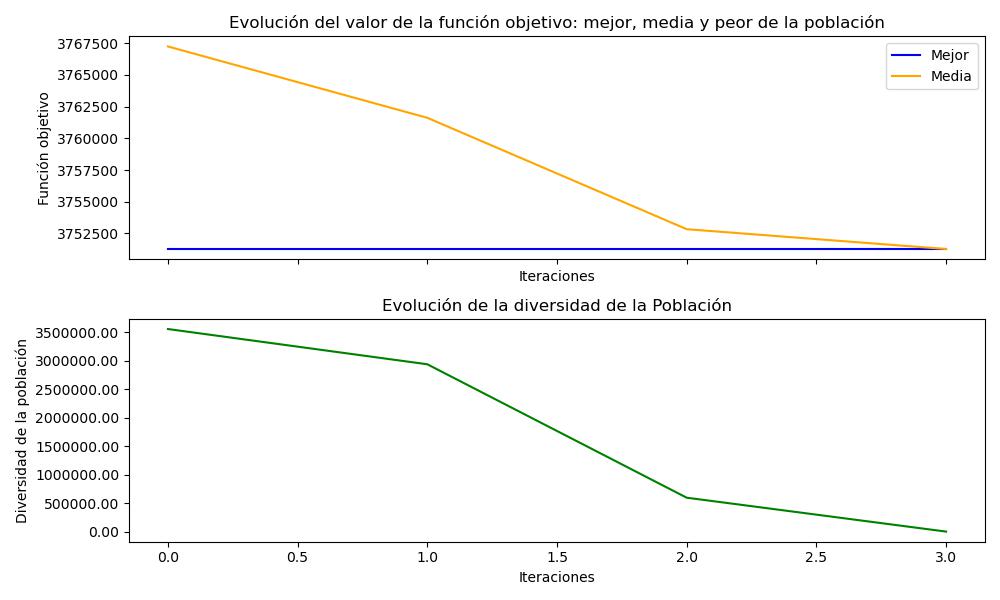 Evolución del valor de la función objetivo: mejor, media y peor de la población
3767500
3765000
3762500
3760000
3757500
3755000
3752500
Función objetivo
Mejor
Media
Iteraciones
Evolución de la diversidad de la Población
3500000.00
3000000.00
2500000.00
2000000.00
1500000.00
1000000.00
500000.00
0.00
Diversidad de la población
0.0 0.5 1.0 1.5 2.0 2.5 3.0
Iteraciones